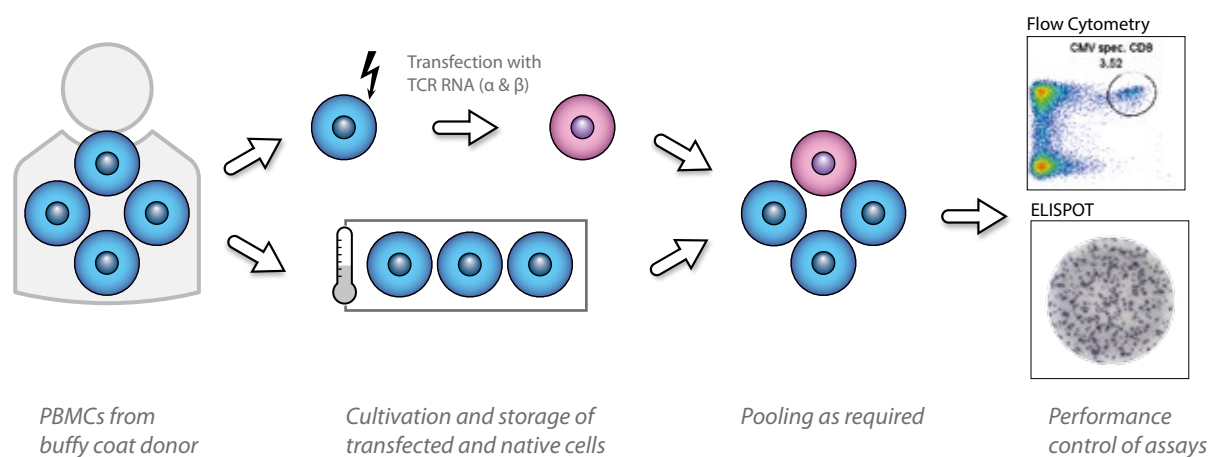 Flow Cytometry
CMV spec. CD8
3,52
Transfection with
TCR RNA (α & β)
ELISPOT
PBMCs from
buffy coat donor
Cultivation and storage of
transfected and native cells
Pooling as required
Performance
control of assays